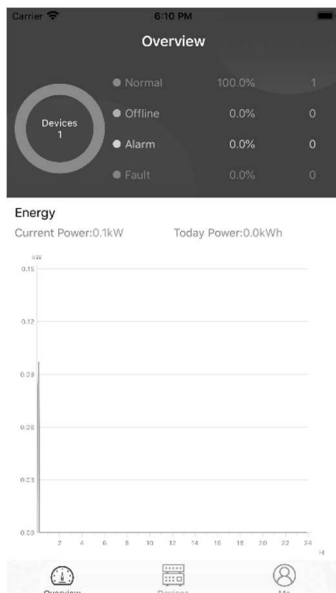 Carrier 6:10 PM
Overview
Normal 100.0% 1
Devices
1
Offline 0.0% 0
Alarm 0.0% 0
Fault 0.0% 0
Energy
Current Power:0.1kW Today Power:0.0kWh
kW
0.15
0.12
0.09
0.06
0.03
0.00
2 4 6 8 10 12 14 16 18 20 22 24
H
Overview Devices Me